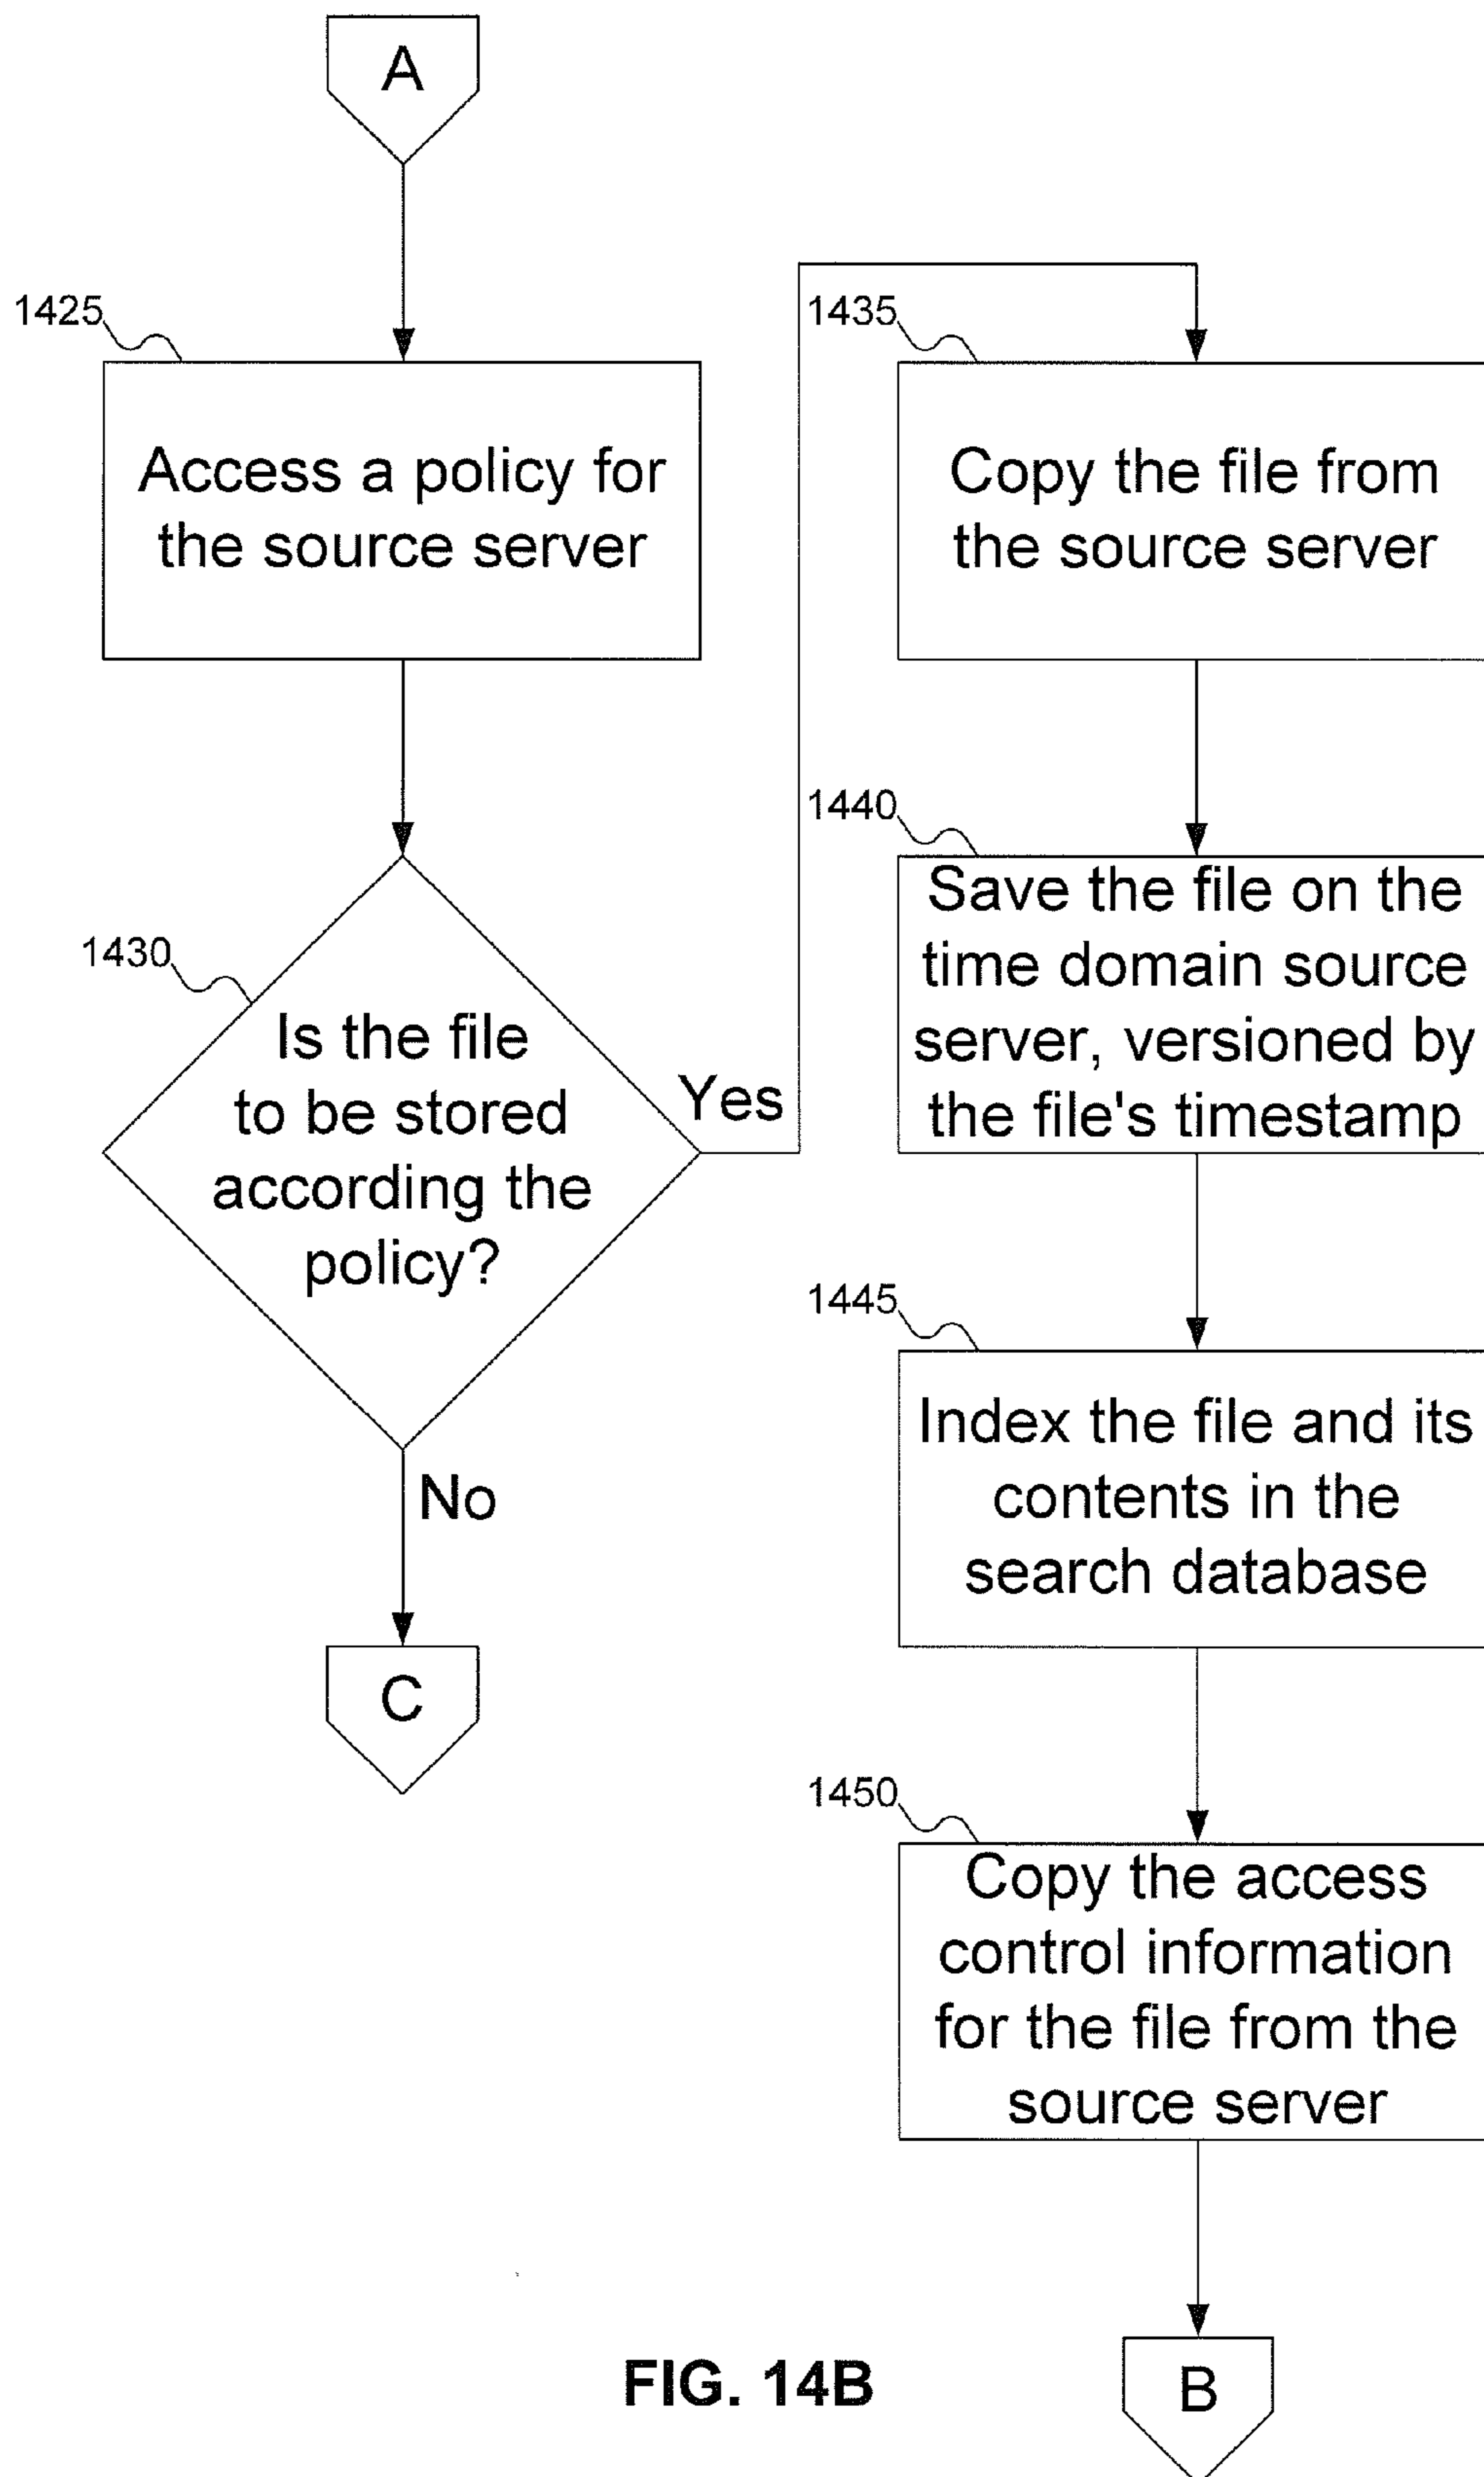 A
1425
Access a policy for
the source server
1430
Is the file
to be stored
according the
policy?
Yes
No
C
1435
Copy the file from
the source server
1440
Save the file on the
time domain source
server, versioned by
the file's timestamp
1445
Index the file and its
contents in the
search database
1450
Copy the access
control information
for the file from the
source server
B
FIG. 14B